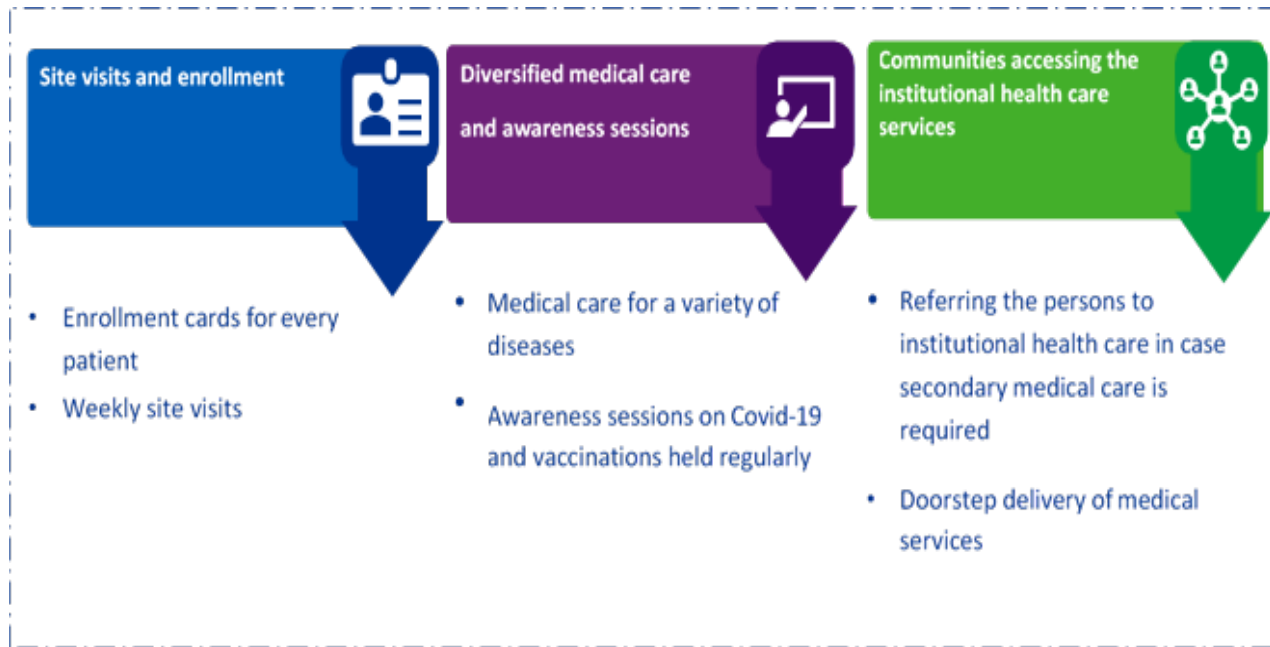 Site visits and enrollment
Diversified medical care
and awareness sessions
Communities accessing the
institutional health care
services
• Enrollment cards for every
patient
• Weekly site visits
• Medical care for a variety of
diseases
• Awareness sessions on Covid-19
and vaccinations held regularly
• Referring the persons to
institutional health care in case
secondary medical care is
required
• Doorstep delivery of medical
services